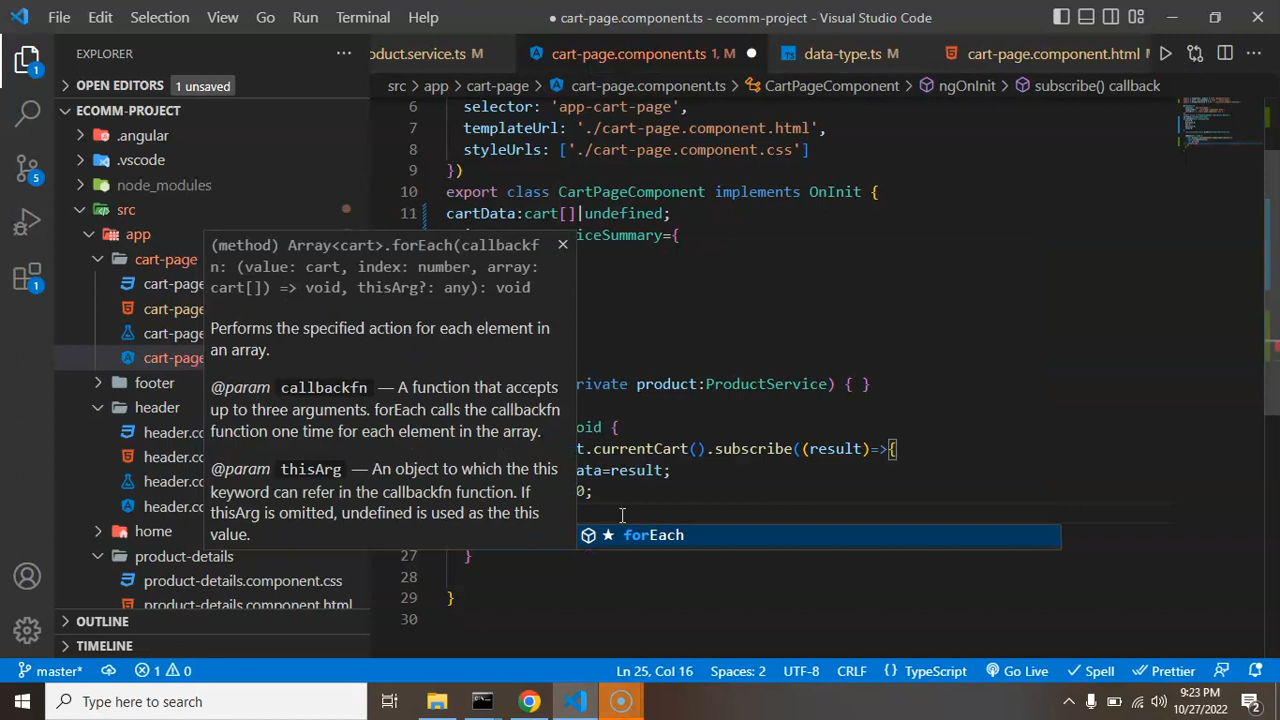 File Edit Selection View Go Run Terminal Help
cart-page.component.ts - ecomm-project - Visual Studio Code
EXPLORER
oduct.service.ts
cart-page.component.ts 1, M
data-type.ts
cart-page.component.html
OPEN EDITORS 1 unsaved
src > app > cart-page > cart-page.component.ts > CartPageComponent > ngOnInit > subscribe() callback
ECOMM-PROJECT
.angular
.vscode
node_modules
src
app
cart-page
cart-page
cart-page
cart-page
cart-page
footer
header
header.cc
header.cc
header.cc
header.cc
home
product-details
product-details.component.css
product-details.component.html
OUTLINE
TIMELINE
1
5
1
6 selector: 'app-cart-page',
7 templateUrl: './cart-page.component.html',
8 styleUrls: ['./cart-page.component.css']
9 })
10 export class CartPageComponent implements OnInit {
11 cartData:cart[]|undefined;
iceSummary={
(method) Array<cart>.forEach(callbackf
n: (value: cart, index: number, array:
cart[]) => void, thisArg?: any): void
Performs the specified action for each element in
an array.
@param callbackfn — A function that accepts
up to three arguments. forEach calls the callbackfn
function one time for each element in the array.
@param thisArg — An object to which the this
keyword can refer in the callbackfn function. If
thisArg is omitted, undefined is used as the this
value.
rivate product:ProductService) { }
oid {
t.currentCart().subscribe((result)=>{
ata=result;
0;
forEach
27 }
28
29 }
30
master*
1 0
Ln 25, Col 16 Spaces: 2 UTF-8 CRLF { } TypeScript Go Live Spell Prettier
Type here to search
9:23 PM
10/27/2022
2